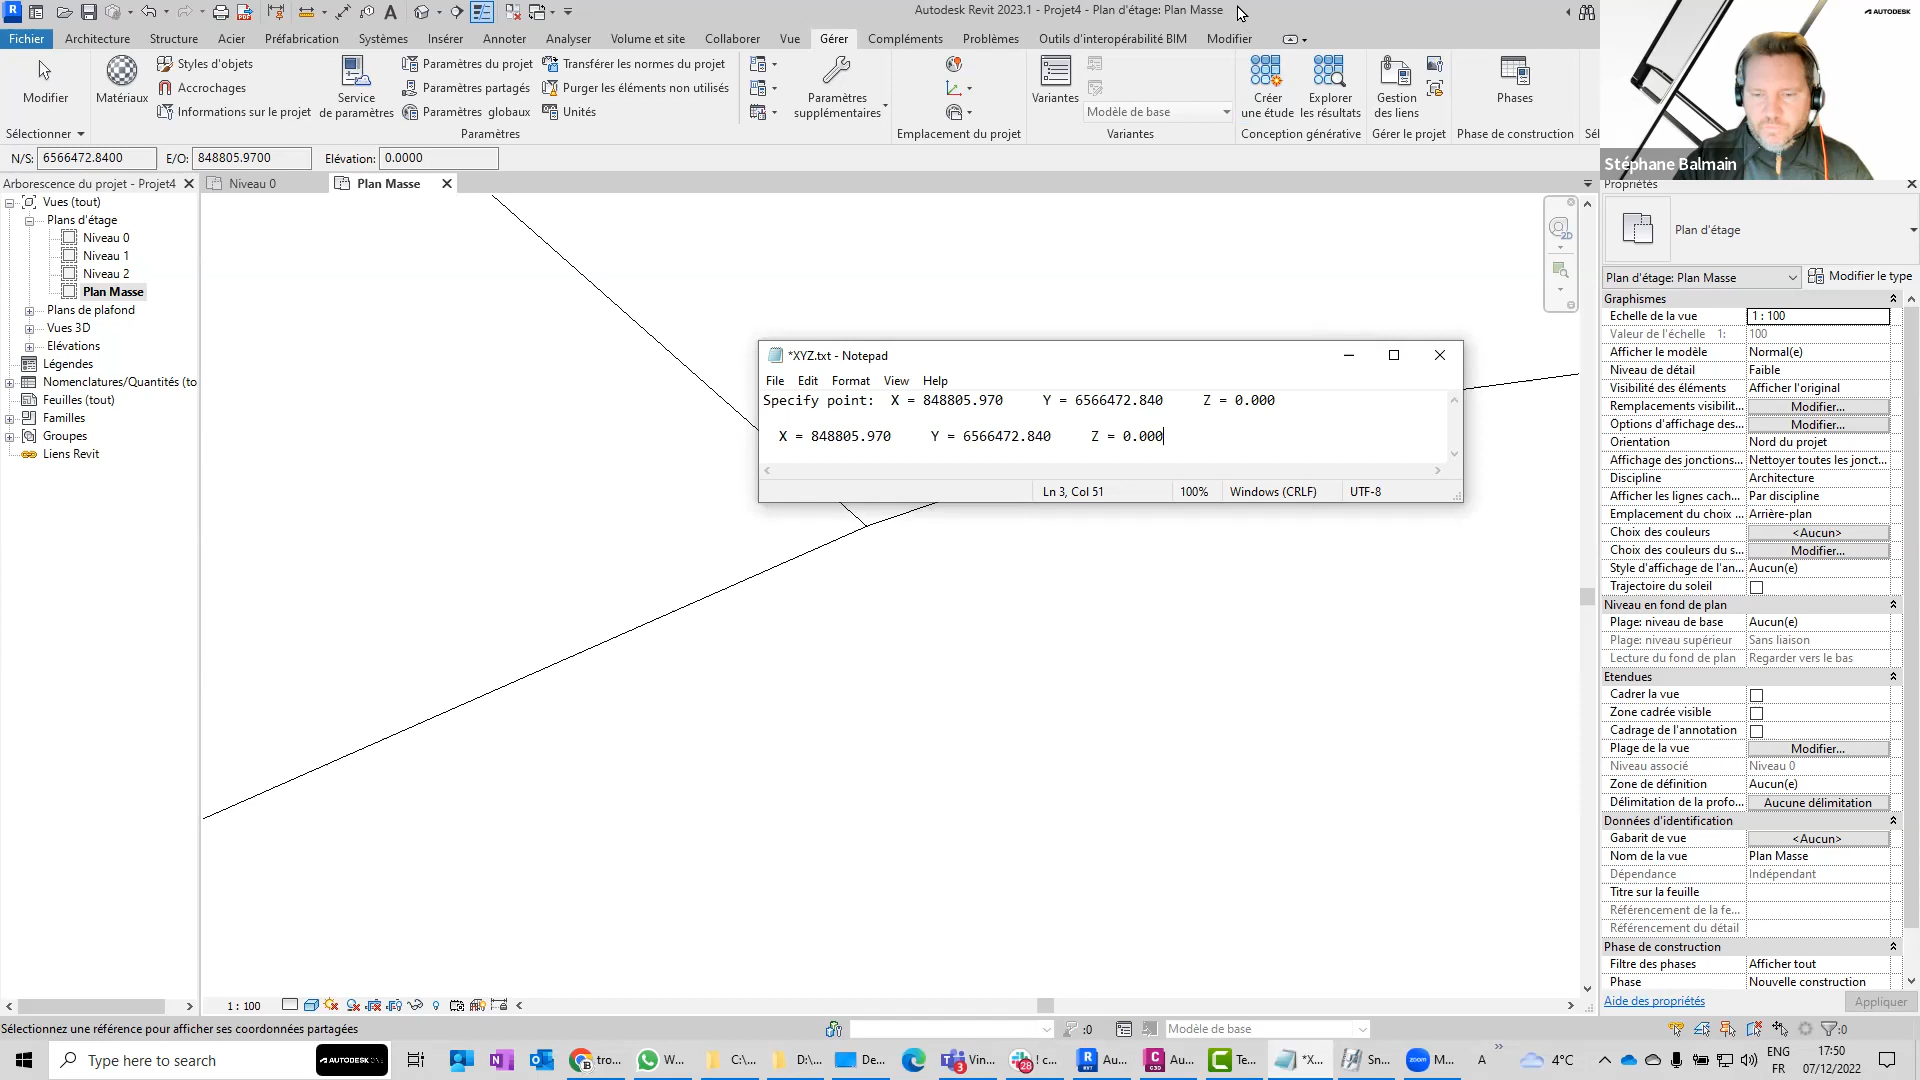 Autodesk Revit 2023.1 - Projet4 - Plan d'étage: Plan Masse
AUTODESK
Fichier Architecture Structure Acier Préfabrication Systèmes Insérer Annoter Analyser Volume et site Collaborer Vue Gérer Compléments Problèmes Outils d'interopérabilité BIM Modifier
Modifier
Matériaux
Styles d'objets
Accrochages
Informations sur le projet
Service
de paramètres
Paramètres du projet
Paramètres partagés
Paramètres globaux
Transférer les normes du projet
Purger les éléments non utilisés
Unités
Paramètres
supplémentaires
Variantes
Modèle de base
Créer
une étude
Explorer
les résultats
Gestion
des liens
Phases
Sélectionner
Paramètres
Emplacement du projet
Variantes
Conception générative
Gérer le projet
Phase de construction
Sél
Stéphane Balmain
N/S: 6566472.8400 E/O: 848805.9700 Elévation: 0.0000
Arborescence du projet - Projet4
Niveau 0
Plan Masse
Vues (tout)
Plans d'étage
Niveau 0
Niveau 1
Niveau 2
Plan Masse
Plans de plafond
Vues 3D
Elévations
Légendes
Nomenclatures/Quantités (to
Feuilles (tout)
Familles
Groupes
Liens Revit
2D
*XYZ.txt - Notepad
File Edit Format View Help
Specify point: X = 848805.970 Y = 6566472.840 Z = 0.000
X = 848805.970 Y = 6566472.840 Z = 0.000
Ln 3, Col 51 100% Windows (CRLF) UTF-8
Propriétés
Plan d'étage
Plan d'étage: Plan Masse Modifier le type
Graphismes
Echelle de la vue 1 : 100
Valeur de l'échelle 1: 100
Afficher le modèle Normal(e)
Niveau de détail Faible
Visibilité des éléments Afficher l'original
Remplacements visibilit... Modifier...
Options d'affichage des... Modifier...
Orientation Nord du projet
Affichage des jonctions... Nettoyer toutes les jonct...
Discipline Architecture
Afficher les lignes cach... Par discipline
Emplacement du choix ... Arrière-plan
Choix des couleurs <Aucun>
Choix des couleurs du s... Modifier...
Style d'affichage de l'an... Aucun(e)
Trajectoire du soleil
Niveau en fond de plan
Plage: niveau de base Aucun(e)
Plage: niveau supérieur Sans liaison
Lecture du fond de plan Regarder vers le bas
Etendues
Cadrer la vue
Zone cadrée visible
Cadrage de l'annotation
Plage de la vue Modifier...
Niveau associé Niveau 0
Zone de définition Aucun(e)
Délimitation de la profo... Aucune délimitation
Données d'identification
Gabarit de vue <Aucun>
Nom de la vue Plan Masse
Dépendance Indépendant
Titre sur la feuille
Référencement de la fe...
Référencement du détail
Phase de construction
Filtre des phases Afficher tout
Phase Nouvelle construction
Aide des propriétés Appliquer
1 : 100
Sélectionnez une référence pour afficher ses coordonnées partagées
:0
Modèle de base
:0
Type here to search
AUTODESK
tro...
W...
C:\...
D:\...
De...
Vin...
! c...
Au...
Au...
Te...
*X...
Sn...
M...
A
4°C
ENG
FR
17:50
07/12/2022